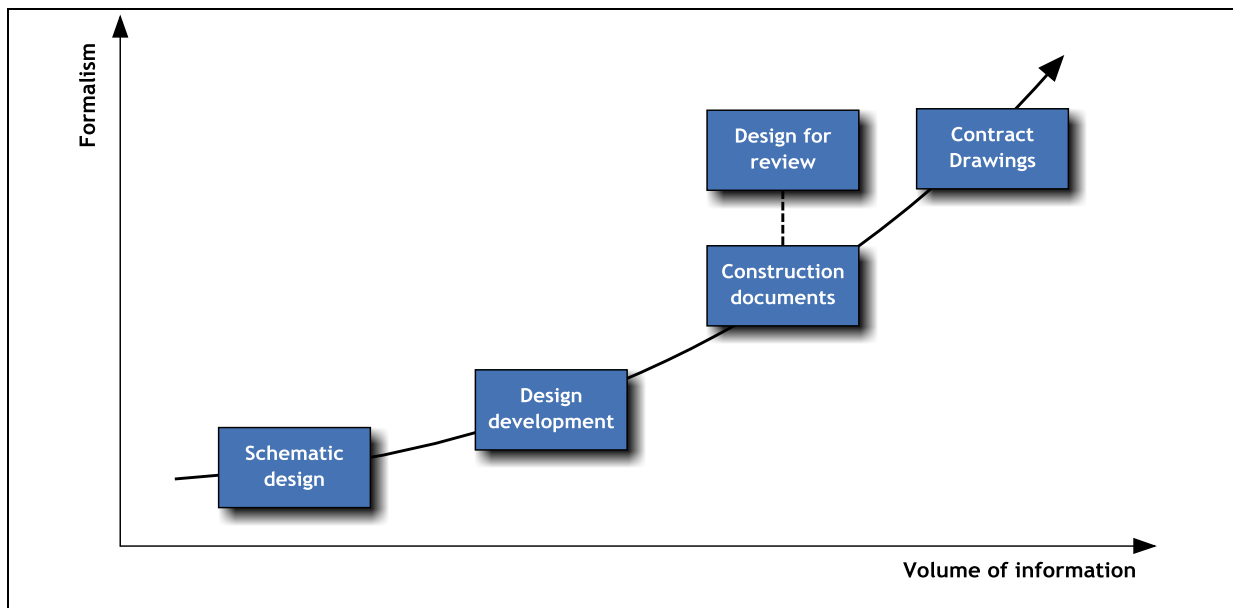 Formalism
Design for
review
Contract
Drawings
Construction
documents
Design
development
Schematic
design
Volume of information